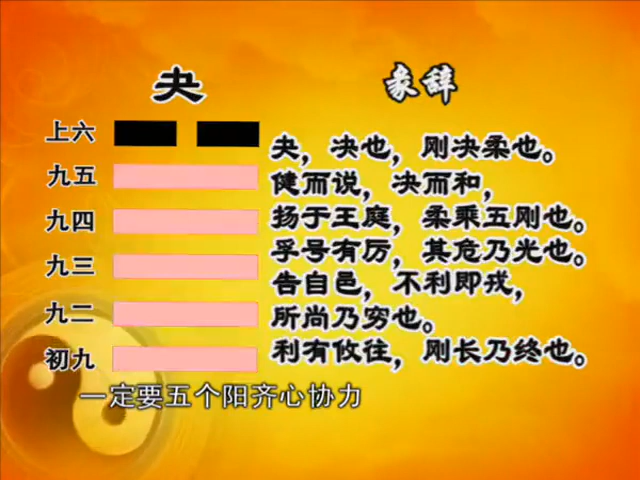 夬
彖辞
上六
九五
九四
九三
九二
初九
夬，决也，刚决柔也。
健而说，决而和，
扬于王庭，柔乘五刚也。
孚号有厉，其危乃光也。
告自邑，不利即戎，
所尚乃穷也。
利有攸往，刚长乃终也。
一定要五个阳齐心协力